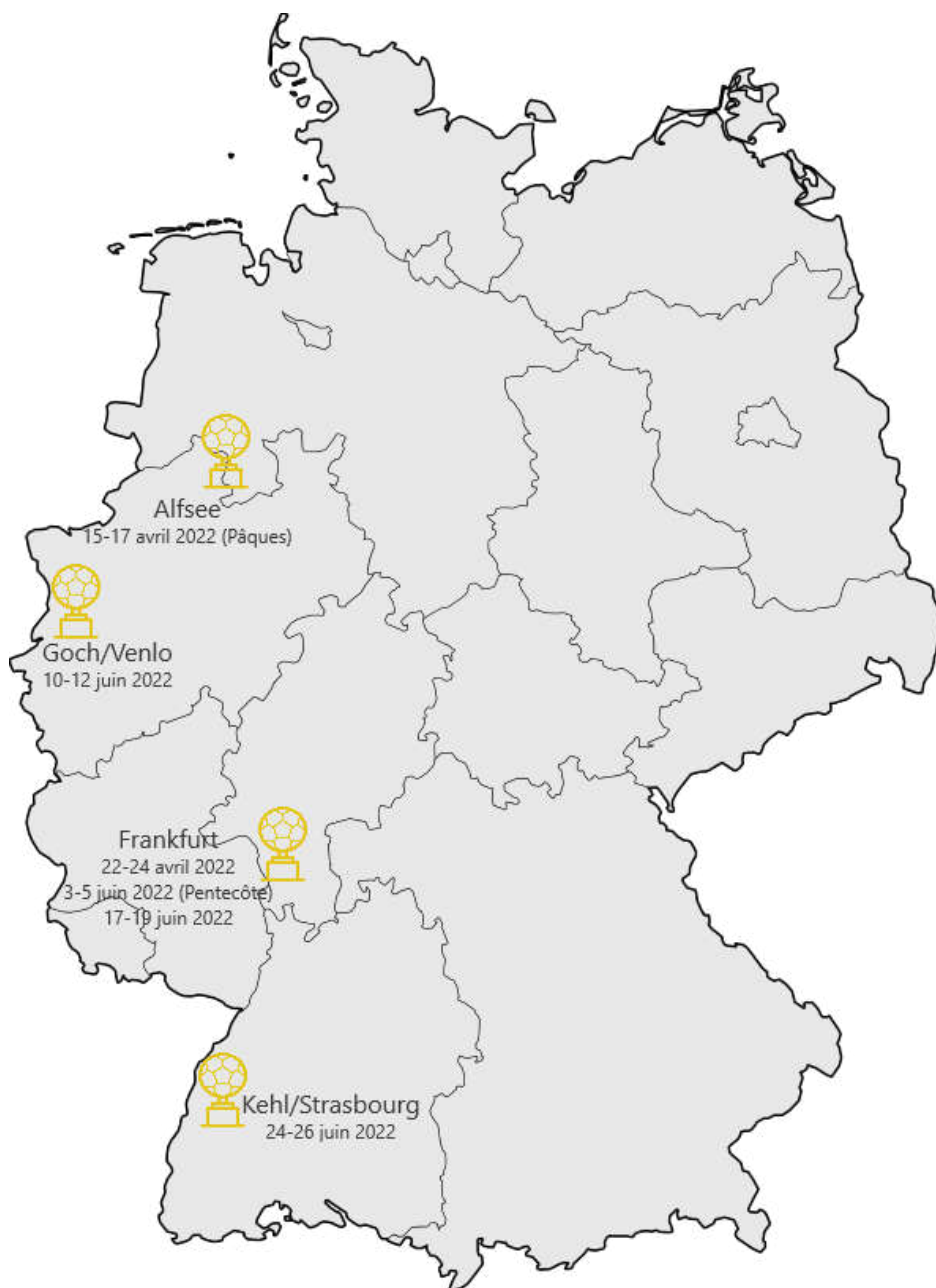 Alfsee
15-17 avril 2022 (Pâques)
Goch/Venlo
10-12 juin 2022
Frankfurt
22-24 avril 2022
3-5 juin 2022 (Pentecôte)
17-19 juin 2022
Kehl/Strasbourg
24-26 juin 2022